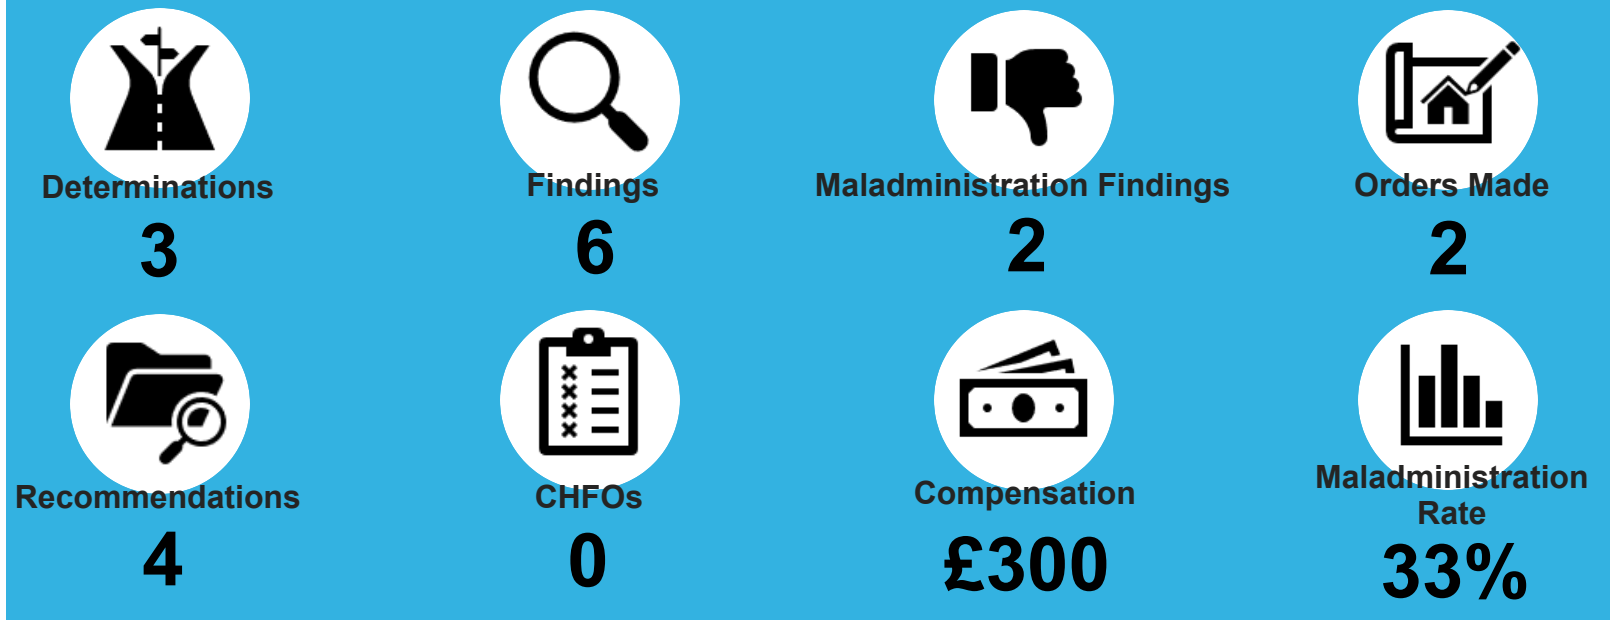 Determinations
3
Findings
6
Maladministration Findings
2
Orders Made
2
Recommendations
4
CHFOs
0
Compensation
£300
Maladministration
Rate
33%